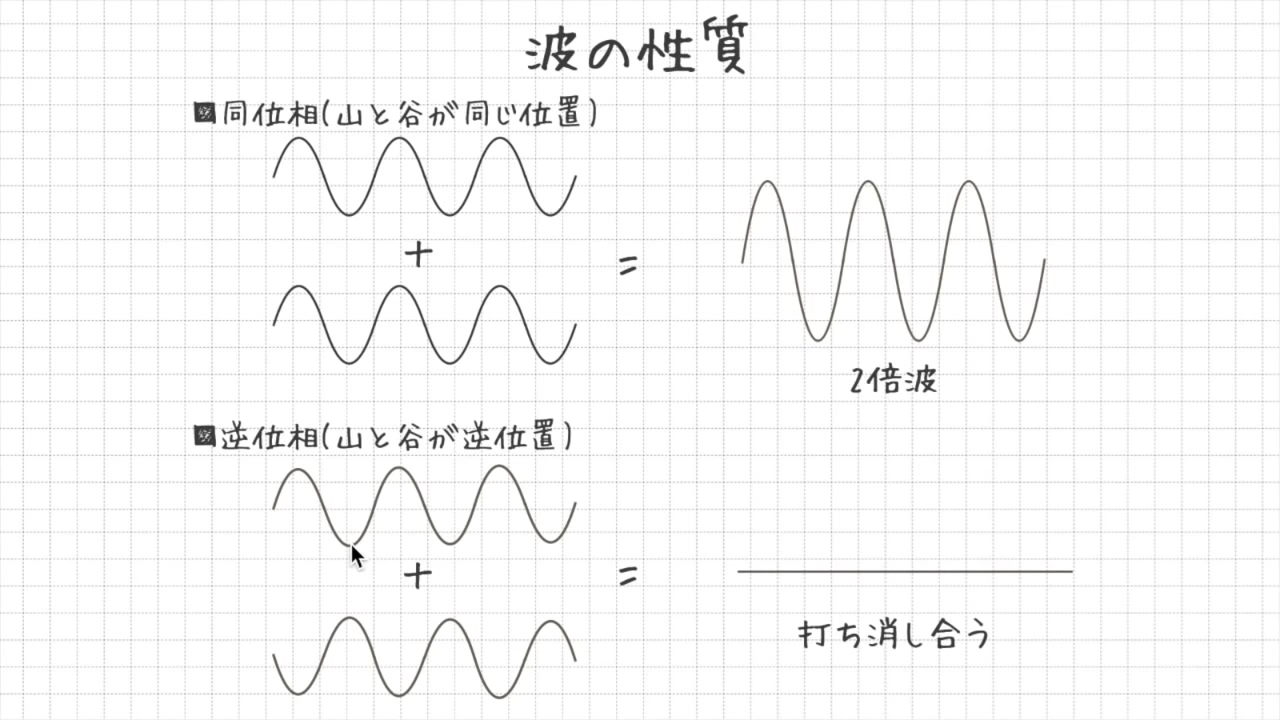 波の性質
■同位相(山と谷が同じ位置)
+
=
2倍波
■逆位相(山と谷が逆位置)
+
=
打ち消し合う